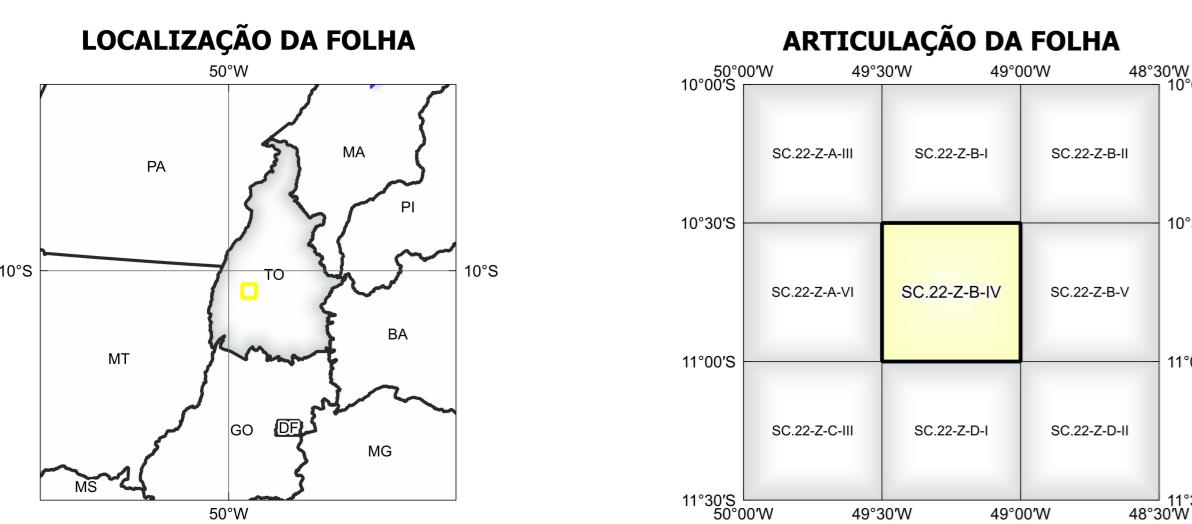 LOCALIZAÇÃO DA FOLHA
50°W
PA
MA
PI
10°S
TO
10°S
BA
MT
GO
DF
MG
MS
50°W
ARTICULAÇÃO DA FOLHA
50°00'W 49°30'W 49°00'W 48°30'W
10°00'S
SC.22-Z-A-III SC.22-Z-B-I SC.22-Z-B-II
10°30'S
SC.22-Z-A-VI SC.22-Z-B-IV SC.22-Z-B-V
11°00'S
SC.22-Z-C-III SC.22-Z-D-I SC.22-Z-D-II
11°30'S
50°00'W 49°30'W 49°00'W 48°30'W